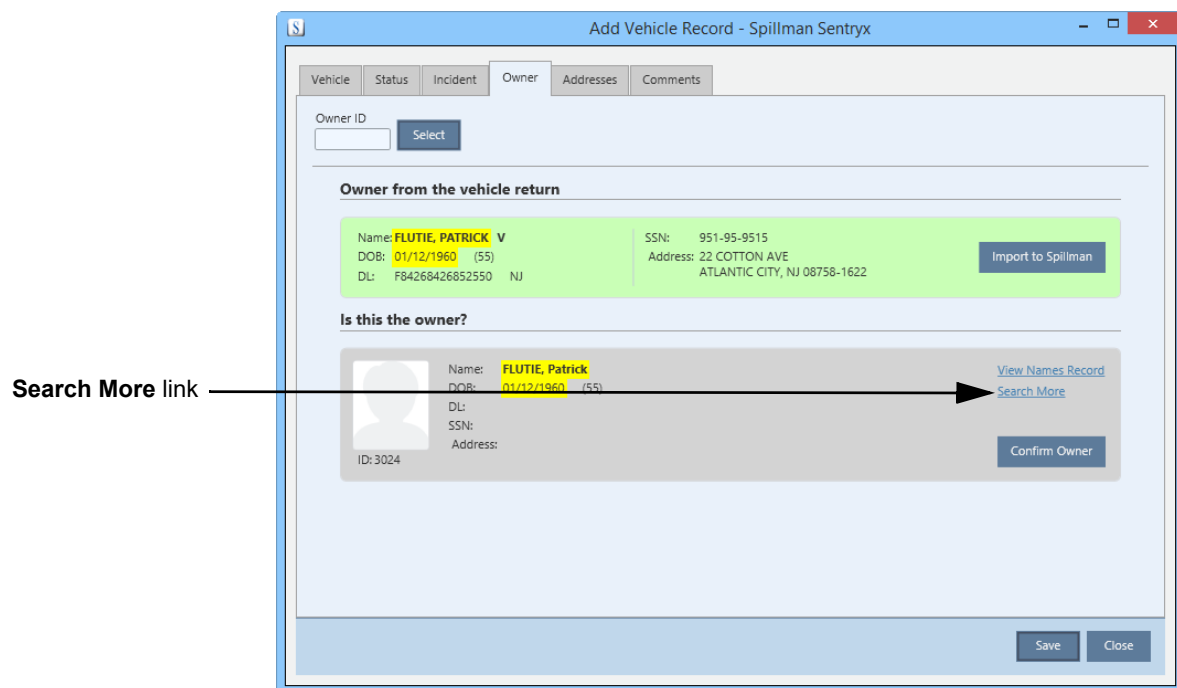 S
Add Vehicle Record - Spillman Sentryx
Vehicle Status Incident Owner Addresses Comments
Owner ID
Select
Owner from the vehicle return
Name: FLUTIE, PATRICK V
DOB: 01/12/1960 (55)
DL: F84268426852550 NJ
SSN: 951-95-9515
Address: 22 COTTON AVE
ATLANTIC CITY, NJ 08758-1622
Import to Spillman
Is this the owner?
ID: 3024
Name: FLUTIE, Patrick
DOB: 01/12/1960 (55)
DL:
SSN:
Address:
View Names Record
Search More
Confirm Owner
Search More link
Save Close